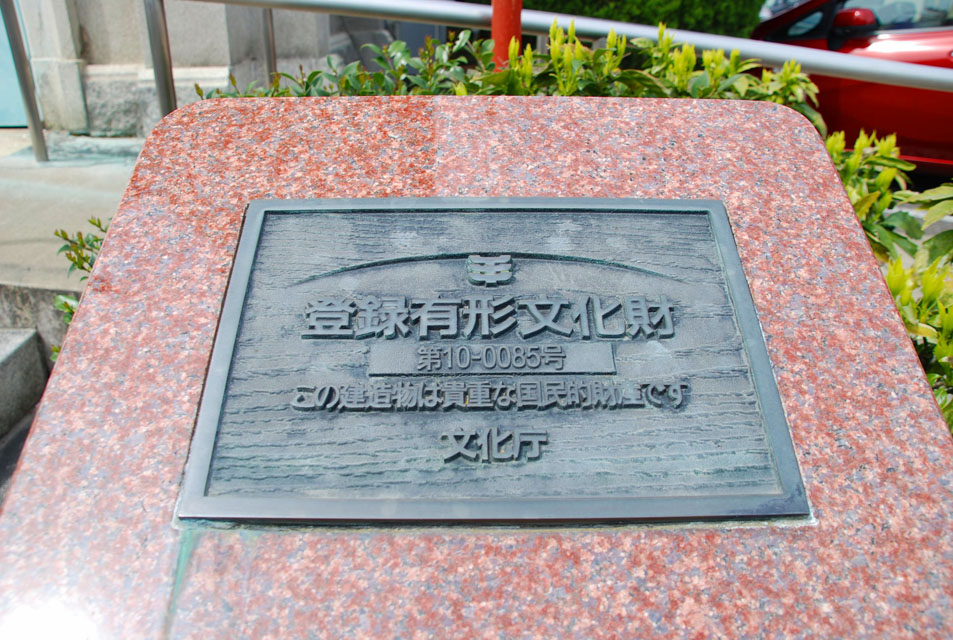 登録有形文化財
第10-0085号
この建造物は貴重な国民的財産です
文化庁